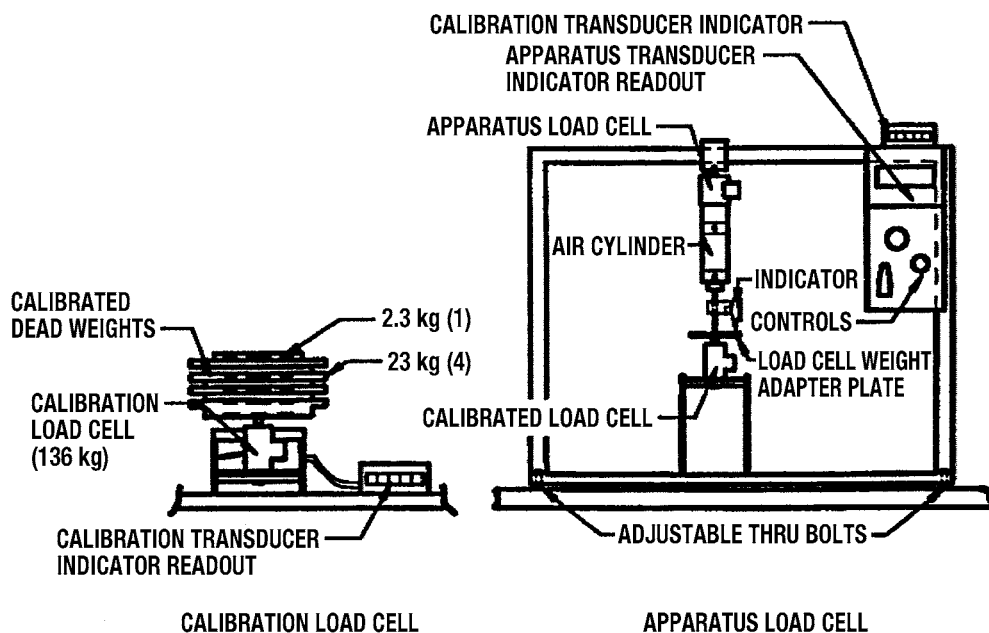 CALIBRATION TRANSDUCER INDICATOR
APPARATUS TRANSDUCER
INDICATOR READOUT
APPARATUS LOAD CELL
AIR CYLINDER
INDICATOR
CONTROLS
LOAD CELL WEIGHT
ADAPTER PLATE
CALIBRATED LOAD CELL
ADJUSTABLE THRU BOLTS
CALIBRATED
DEAD WEIGHTS
2.3 kg (1)
23 kg (4)
CALIBRATION
LOAD CELL
(136 kg)
CALIBRATION TRANSDUCER
INDICATOR READOUT
CALIBRATION LOAD CELL
APPARATUS LOAD CELL